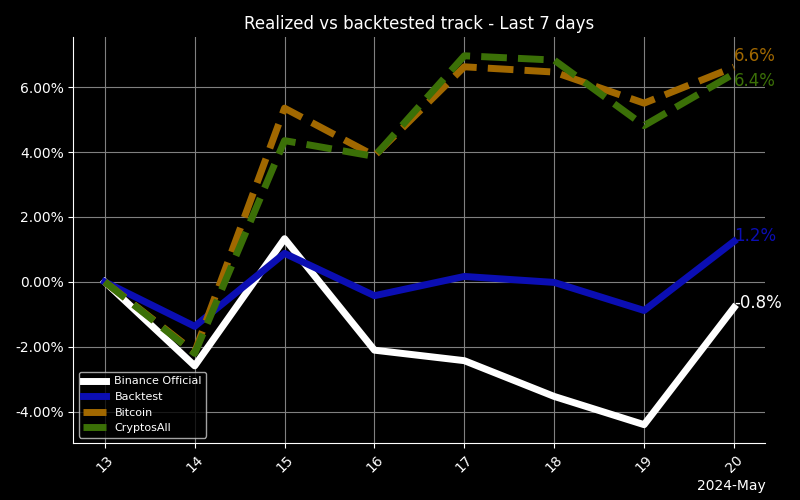 Realized vs backtested track - Last 7 days
6.6%
6.4%
6.00%
4.00%
2.00%
1.2%
0.00%
-0.8%
-2.00%
-4.00%
Binance Official
Backtest
Bitcoin
CryptosAll
13 14 15 16 17 18 19 20
2024-May